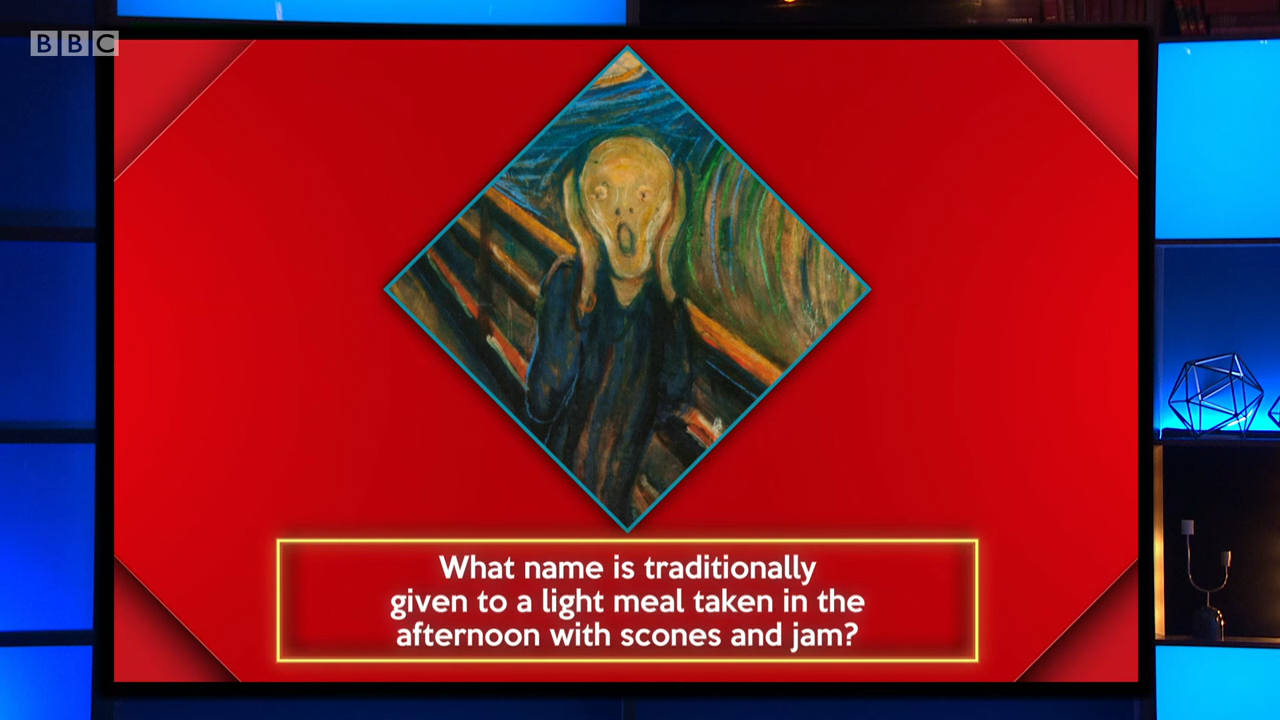 BBC
What name is traditionally
given to a light meal taken in the
afternoon with scones and jam?